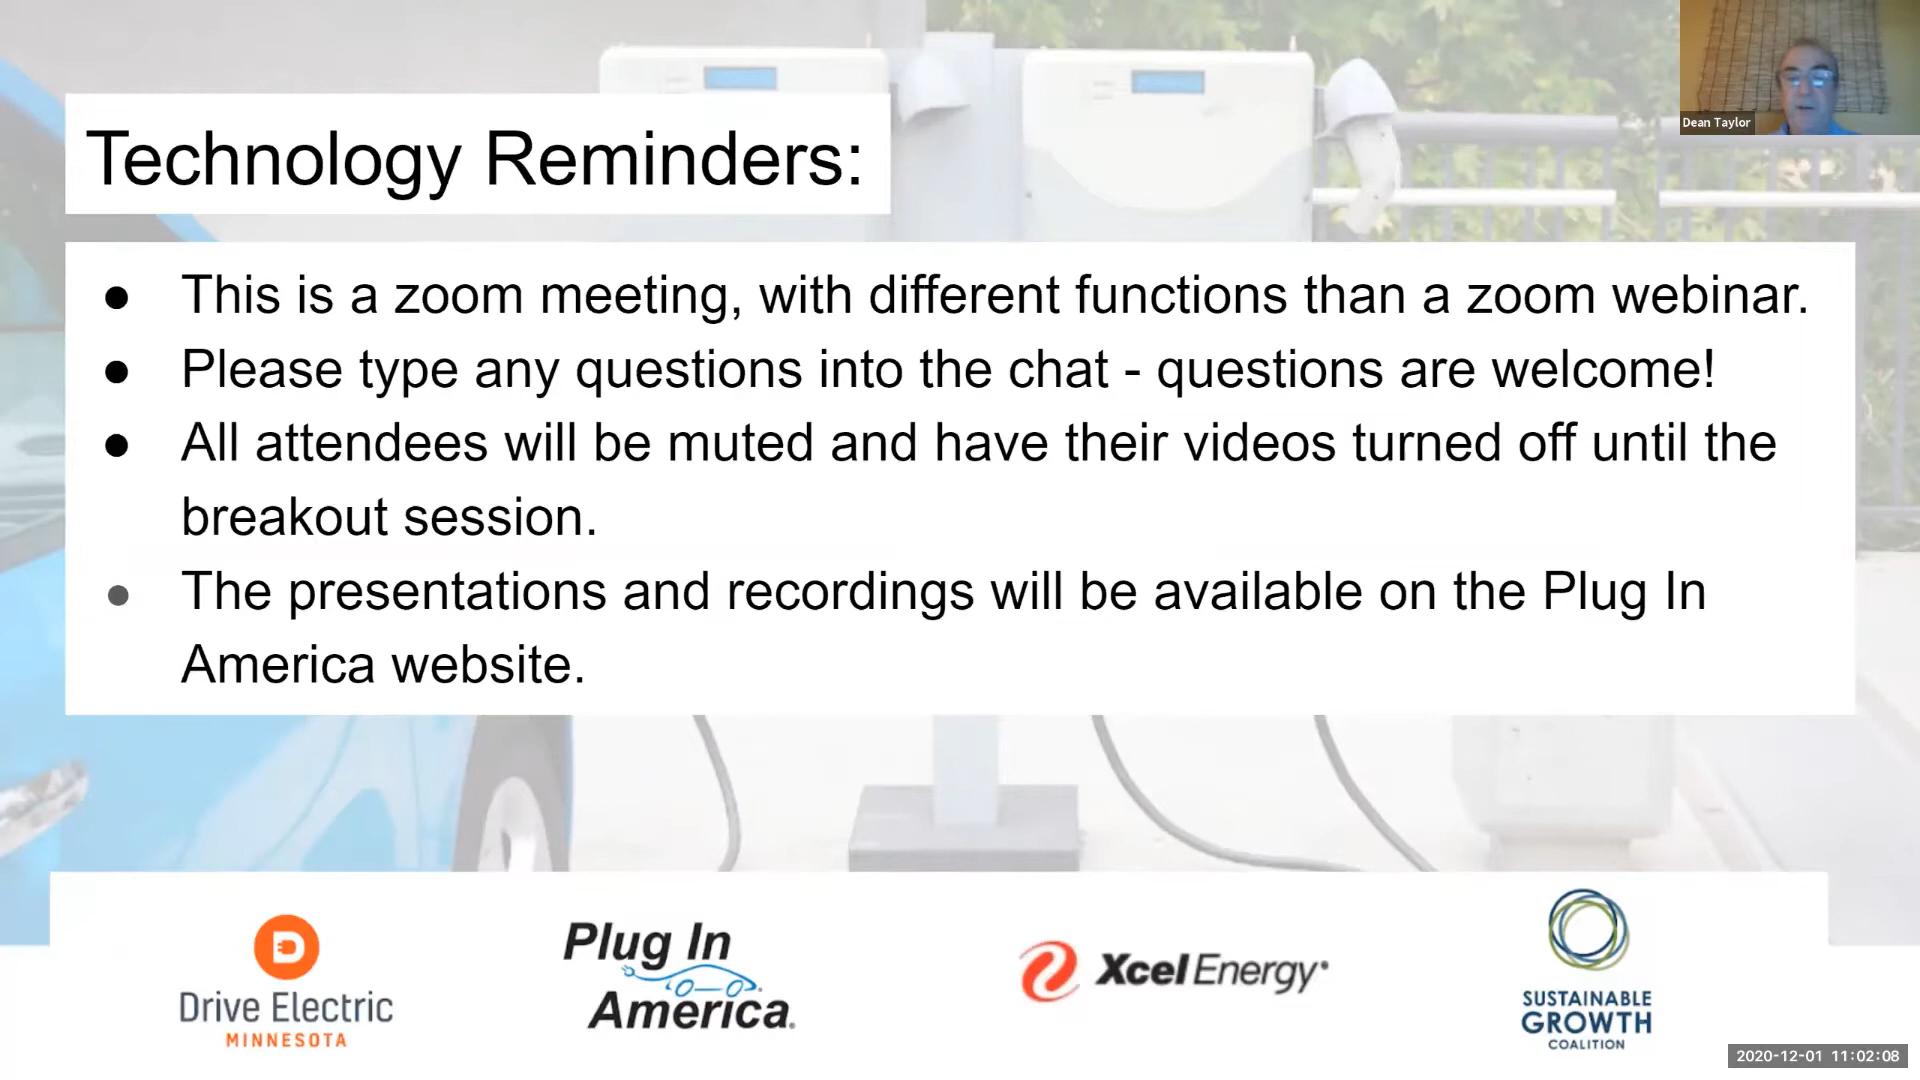 Dean Taylor
Technology Reminders:
● This is a zoom meeting, with different functions than a zoom webinar.
● Please type any questions into the chat - questions are welcome!
● All attendees will be muted and have their videos turned off until the
breakout session.
● The presentations and recordings will be available on the Plug In
America website.
D
Drive Electric
MINNESOTA
Plug In
America.
Xcel Energy®
SUSTAINABLE
GROWTH
COALITION
2020-12-01 11:02:08